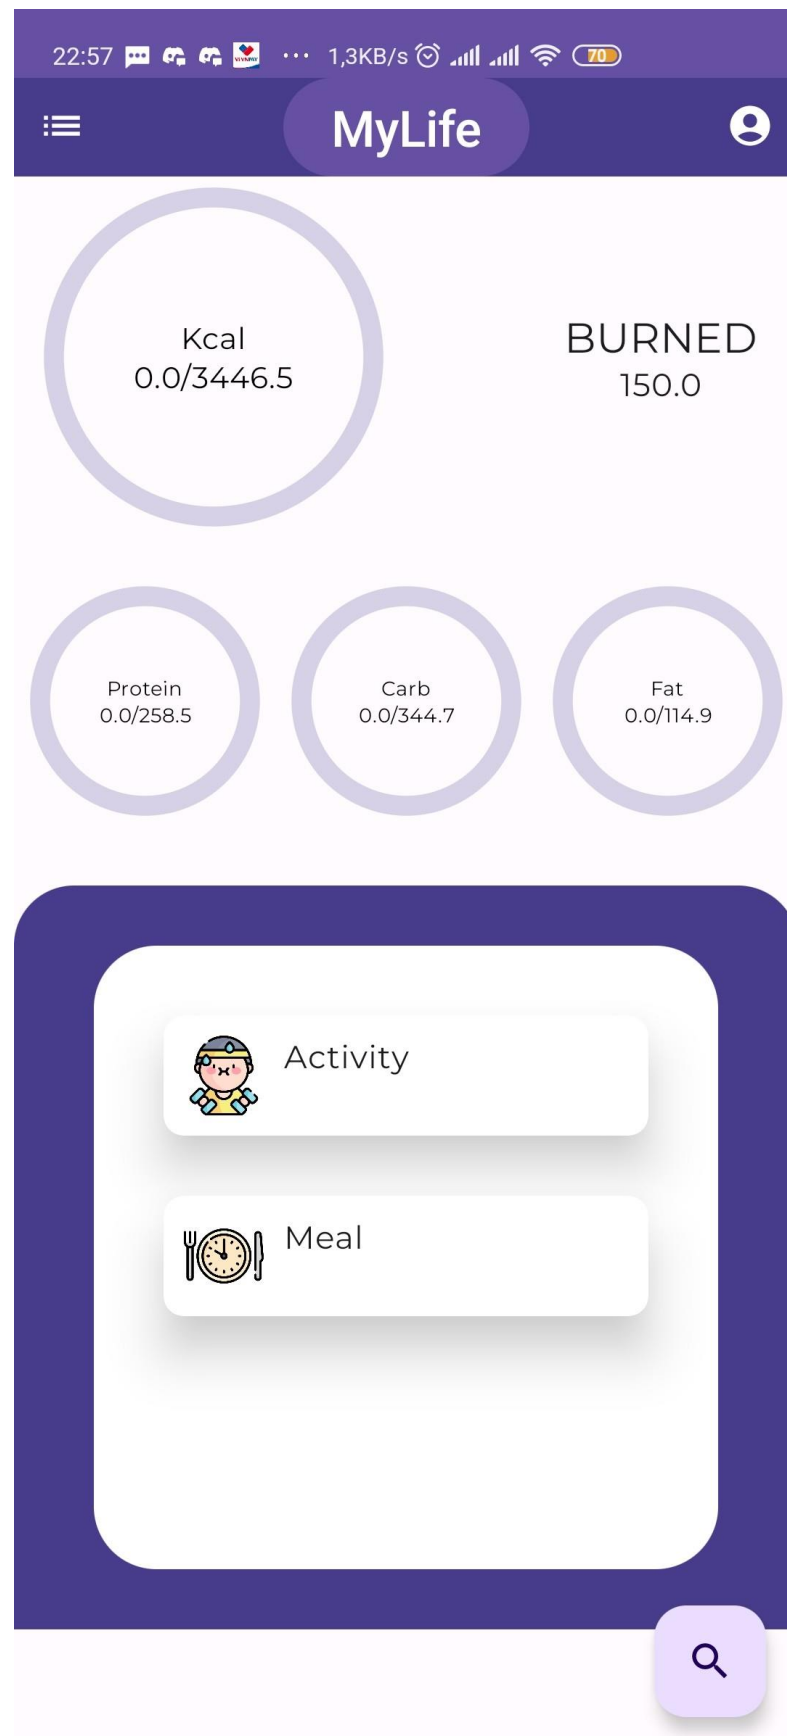 22:57 ... 1,3KB/s 70
MyLife
Kcal
0.0/3446.5
BURNED
150.0
Protein
0.0/258.5
Carb
0.0/344.7
Fat
0.0/114.9
Activity
Meal